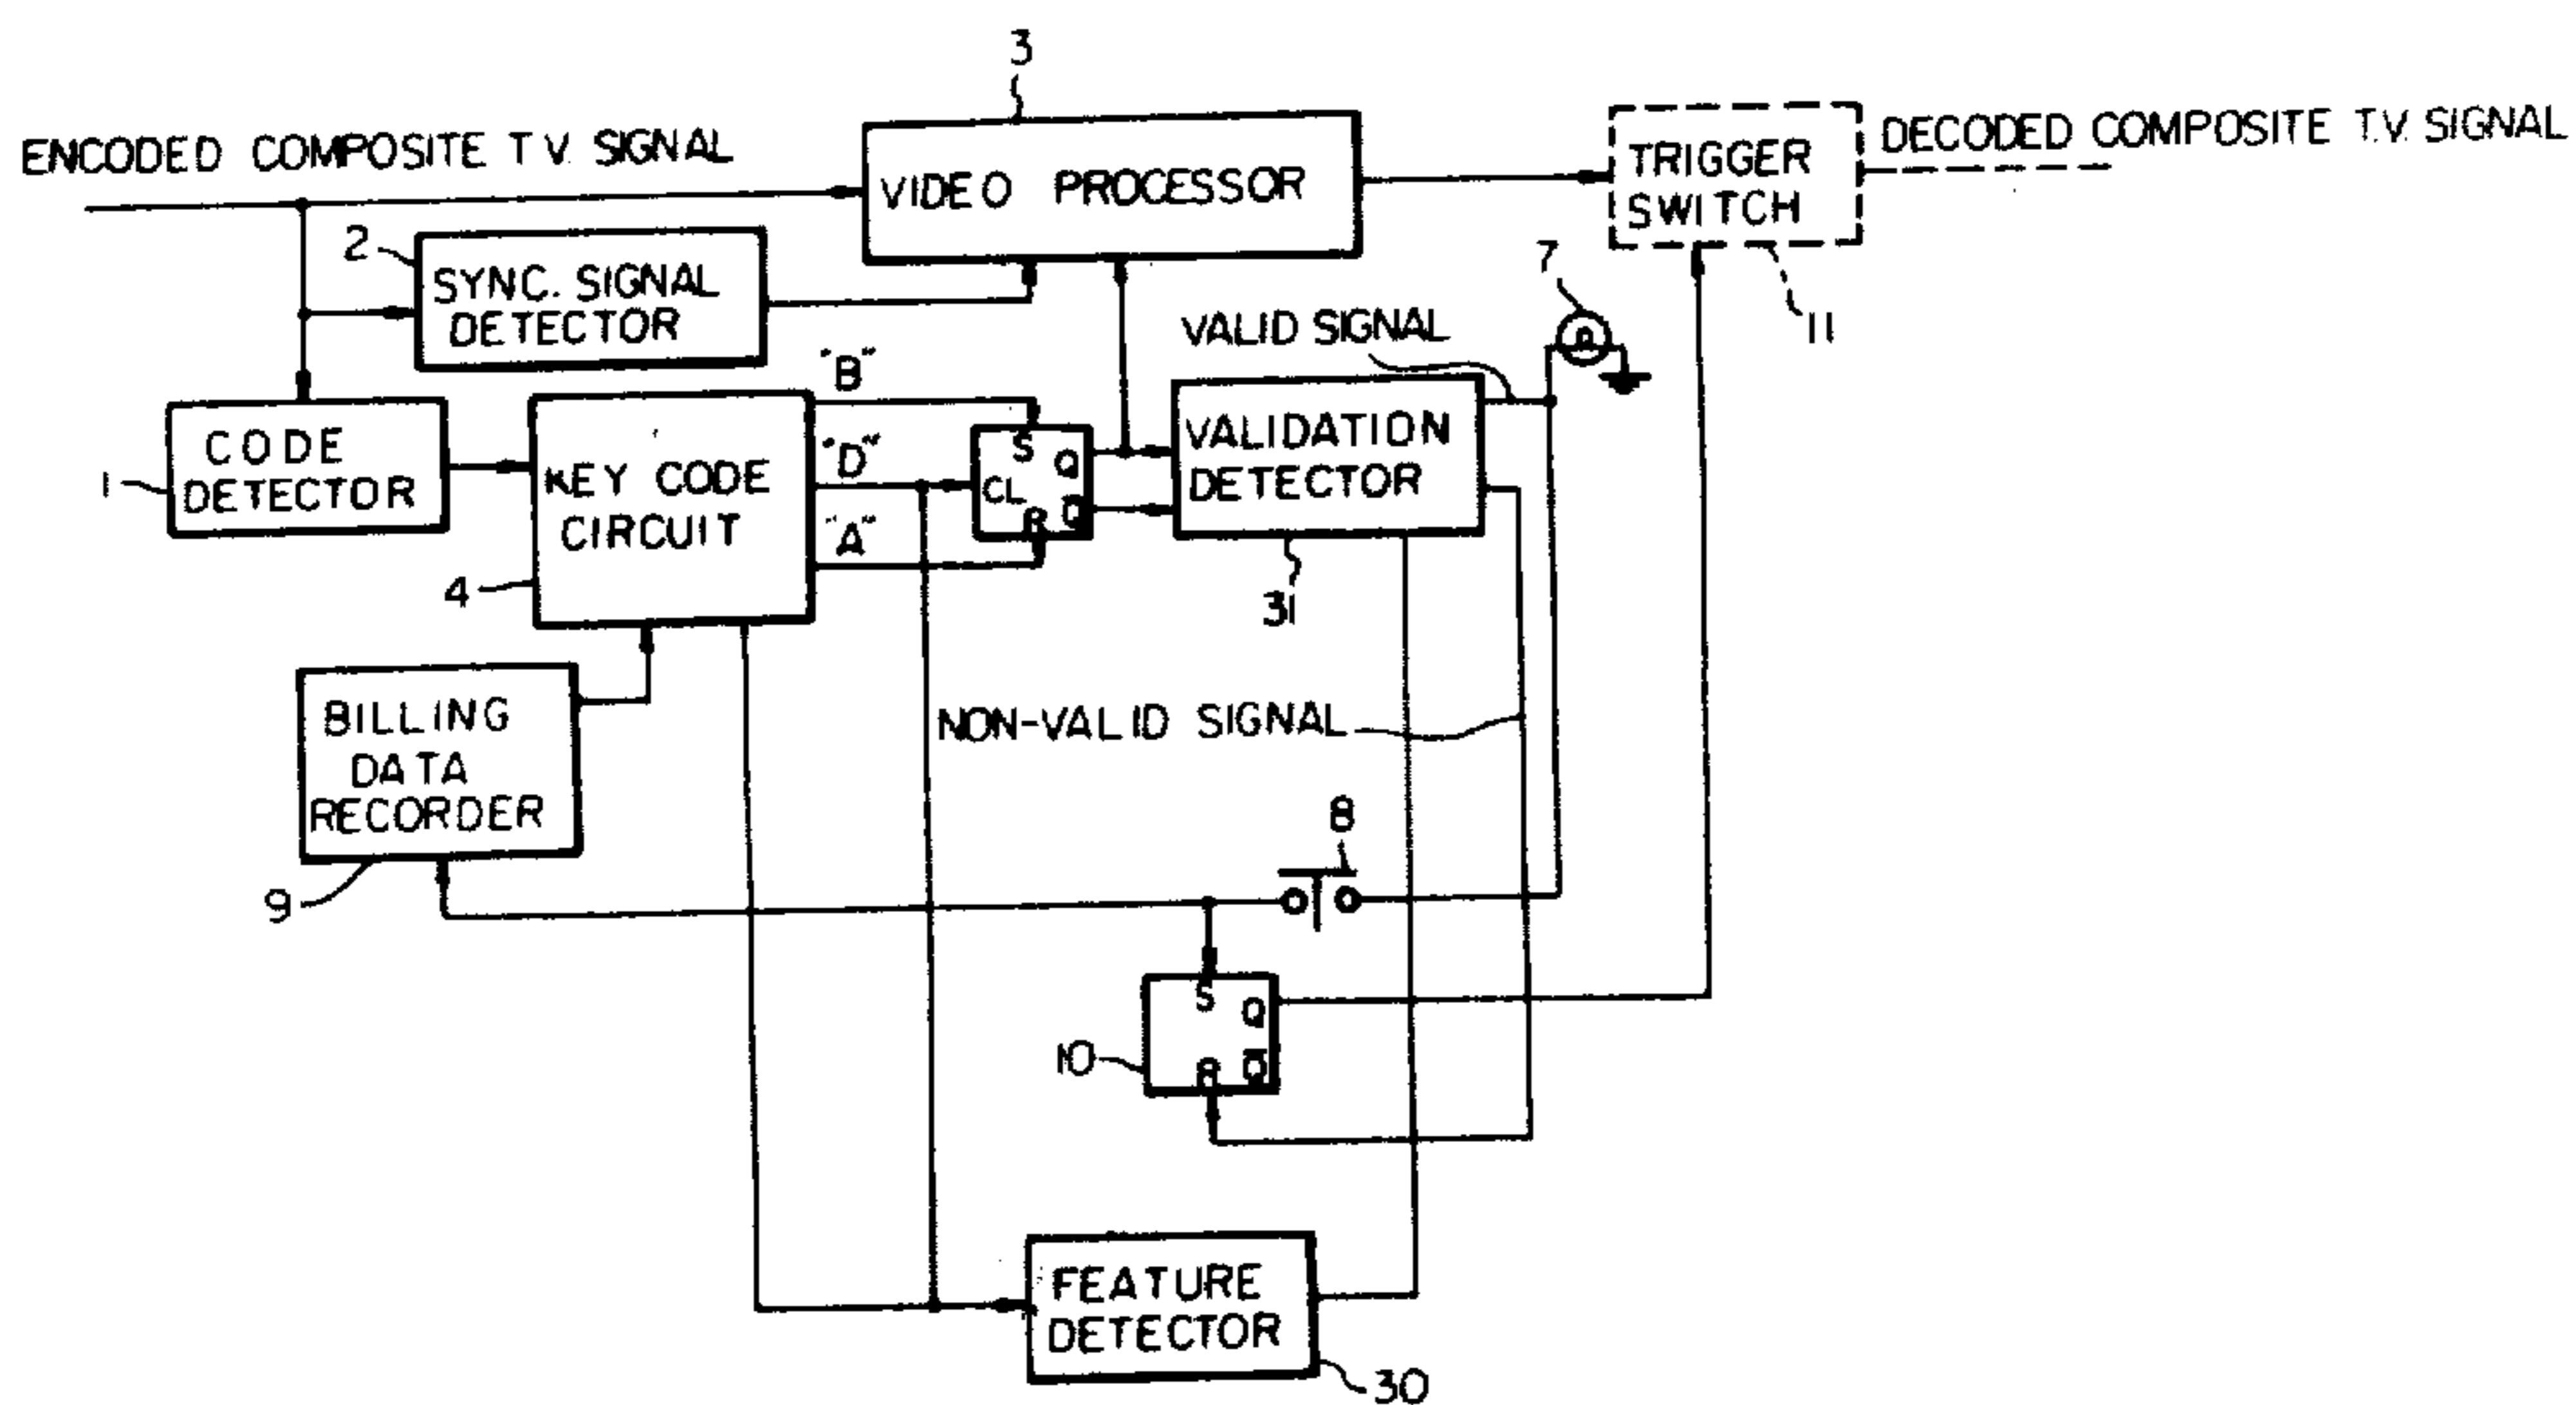 3
ENCODED COMPOSITE T V. SIGNAL
VIDEO PROCESSOR
TRIGGER
SWITCH
DECODED COMPOSITE T.V. SIGNAL
2
SYNC. SIGNAL
DETECTOR
7
11
VALID SIGNAL
"B"
CODE
DETECTOR
1
KEY CODE
CIRCUIT
4
"D"
"A"
S
Q
CL
R
Q̅
VALIDATION
DETECTOR
31
BILLING
DATA
RECORDER
9
NON-VALID SIGNAL
8
S
Q
10
R
Q̅
FEATURE
DETECTOR
30